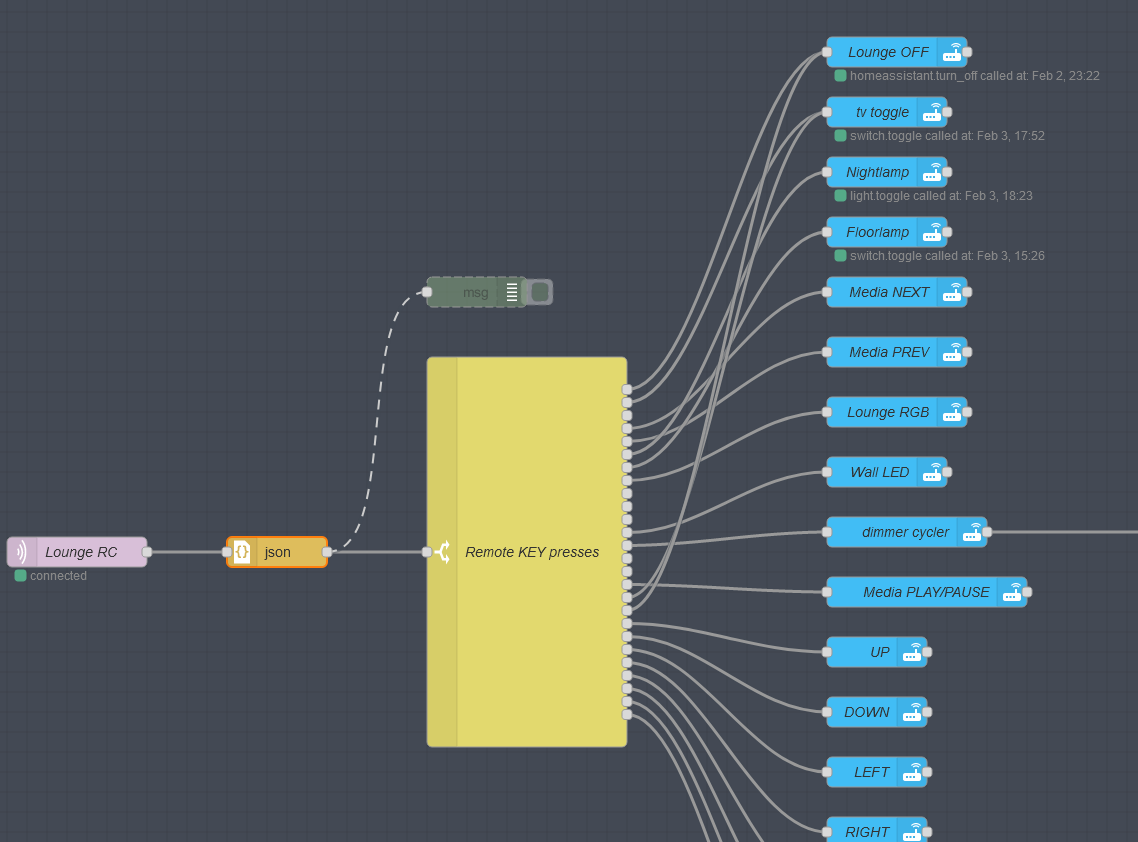 Lounge OFF
homeassistant.turn_off called at: Feb 2, 23:22
tv toggle
switch.toggle called at: Feb 3, 17:52
Nightlamp
light.toggle called at: Feb 3, 18:23
Floorlamp
switch.toggle called at: Feb 3, 15:26
msg
Media NEXT
Media PREV
Lounge RGB
Wall LED
Lounge RC
connected
json
Remote KEY presses
dimmer cycler
Media PLAY/PAUSE
UP
DOWN
LEFT
RIGHT